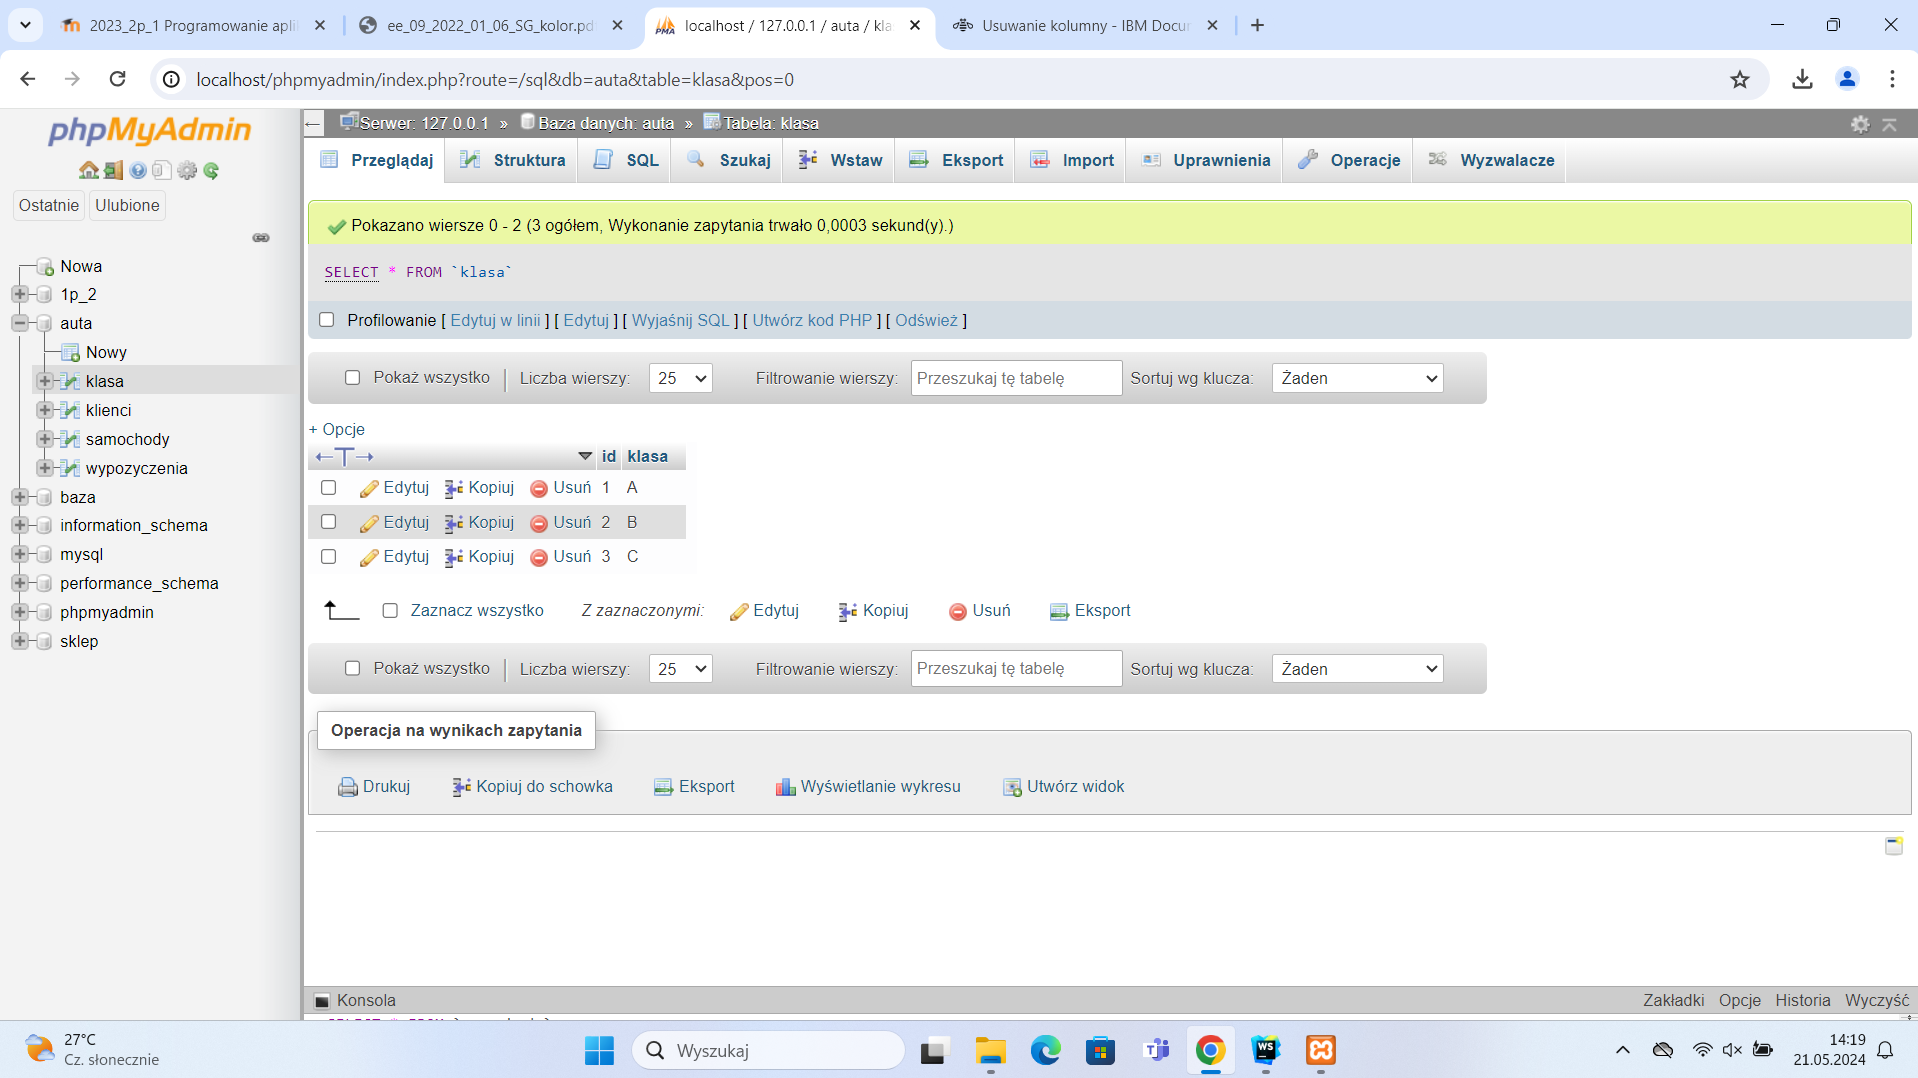 2023_2p_1 Programowanie apli
ee_09_2022_01_06_SG_kolor.pd
localhost / 127.0.0.1 / auta / kla
Usuwanie kolumny - IBM Docu
localhost/phpmyadmin/index.php?route=/sql&db=auta&table=klasa&pos=0
phpMyAdmin
Ostatnie
Ulubione
Nowa
1p_2
auta
Nowy
klasa
klienci
samochody
wypozyczenia
baza
information_schema
mysql
performance_schema
phpmyadmin
sklep
Serwer: 127.0.0.1 » Baza danych: auta » Tabela: klasa
Przeglądaj Struktura SQL Szukaj Wstaw Eksport Import Uprawnienia Operacje Wyzwalacze
Pokazano wiersze 0 - 2 (3 ogółem, Wykonanie zapytania trwało 0,0003 sekund(y).)
SELECT * FROM `klasa`
Profilowanie [ Edytuj w linii ] [ Edytuj ] [ Wyjaśnij SQL ] [ Utwórz kod PHP ] [ Odśwież ]
Pokaż wszystko Liczba wierszy: 25 Filtrowanie wierszy: Przeszukaj tę tabelę Sortuj wg klucza: Żaden
+ Opcje
←T→ id klasa
Edytuj Kopiuj Usuń 1 A
Edytuj Kopiuj Usuń 2 B
Edytuj Kopiuj Usuń 3 C
Zaznacz wszystko Z zaznaczonymi: Edytuj Kopiuj Usuń Eksport
Pokaż wszystko Liczba wierszy: 25 Filtrowanie wierszy: Przeszukaj tę tabelę Sortuj wg klucza: Żaden
Operacja na wynikach zapytania
Drukuj Kopiuj do schowka Eksport Wyświetlanie wykresu Utwórz widok
Konsola Zakładki Opcje Historia Wyczyść
27°C
Cz. słonecznie
Wyszukaj
14:19
21.05.2024